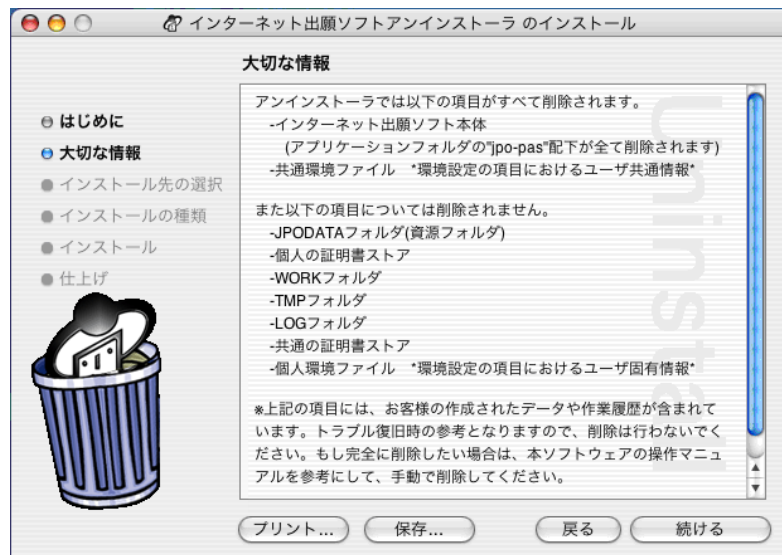 インターネット出願ソフトアンインストーラ のインストール
大切な情報
はじめに
大切な情報
インストール先の選択
インストールの種類
インストール
仕上げ
アンインストーラでは以下の項目がすべて削除されます。
-インターネット出願ソフト本体
(アプリケーションフォルダの"jpo-pas"配下が全て削除されます)
-共通環境ファイル *環境設定の項目におけるユーザ共通情報*
また以下の項目については削除されません。
-JPODATAフォルダ(資源フォルダ)
-個人の証明書ストア
-WORKフォルダ
-TMPフォルダ
-LOGフォルダ
-共通の証明書ストア
-個人環境ファイル *環境設定の項目におけるユーザ固有情報*
※上記の項目には、お客様の作成されたデータや作業履歴が含まれて
います。トラブル復旧時の参考となりますので、削除は行わないでく
ださい。もし完全に削除したい場合は、本ソフトウェアの操作マニュ
アルを参考にして、手動で削除してください。
Uninstall
プリント...
保存...
戻る
続ける